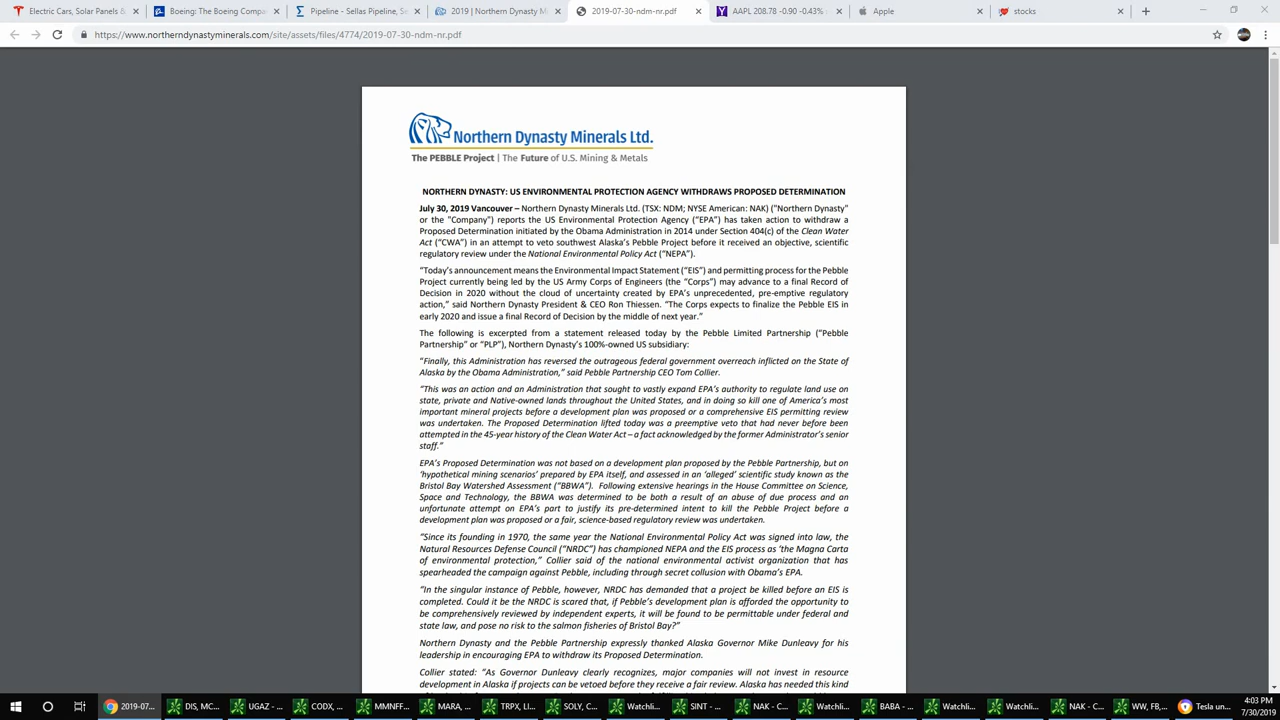 Electric Cars, Solar Panels &
Boeing: The Boeing Compa
Pipeline - Sellas Pipeline, Se
2019 | Northern Dynasty M
2019-07-30-ndm-nr.pdf
AAPL 208.78 -0.90 -0.43%
Apple
stocks
https://www.northerndynastyminerals.com/site/assets/files/4774/2019-07-30-ndm-nr.pdf
Northern Dynasty Minerals Ltd.
The PEBBLE Project | The Future of U.S. Mining & Metals
NORTHERN DYNASTY: US ENVIRONMENTAL PROTECTION AGENCY WITHDRAWS PROPOSED DETERMINATION
July 30, 2019 Vancouver – Northern Dynasty Minerals Ltd. (TSX: NDM; NYSE American: NAK) ("Northern Dynasty"
or the "Company") reports the US Environmental Protection Agency ("EPA") has taken action to withdraw a
Proposed Determination initiated by the Obama Administration in 2014 under Section 404(c) of the Clean Water
Act ("CWA") in an attempt to veto southwest Alaska's Pebble Project before it received an objective, scientific
regulatory review under the National Environmental Policy Act ("NEPA").
"Today's announcement means the Environmental Impact Statement ("EIS") and permitting process for the Pebble
Project currently being led by the US Army Corps of Engineers (the "Corps") may advance to a final Record of
Decision in 2020 without the cloud of uncertainty created by EPA's unprecedented, pre-emptive regulatory
action," said Northern Dynasty President & CEO Ron Thiessen. "The Corps expects to finalize the Pebble EIS in
early 2020 and issue a final Record of Decision by the middle of next year."
The following is excerpted from a statement released today by the Pebble Limited Partnership ("Pebble
Partnership" or "PLP"), Northern Dynasty's 100%-owned US subsidiary:
"Finally, this Administration has reversed the outrageous federal government overreach inflicted on the State of
Alaska by the Obama Administration," said Pebble Partnership CEO Tom Collier.
"This was an action and an Administration that sought to vastly expand EPA's authority to regulate land use on
state, private and Native-owned lands throughout the United States, and in doing so kill one of America's most
important mineral projects before a development plan was proposed or a comprehensive EIS permitting review
was undertaken. The Proposed Determination lifted today was a preemptive veto that had never before been
attempted in the 45-year history of the Clean Water Act – a fact acknowledged by the former Administrator's senior
staff."
EPA's Proposed Determination was not based on a development plan proposed by the Pebble Partnership, but on
'hypothetical mining scenarios' prepared by EPA itself, and assessed in an 'alleged' scientific study known as the
Bristol Bay Watershed Assessment ("BBWA"). Following extensive hearings in the House Committee on Science,
Space and Technology, the BBWA was determined to be both a result of an abuse of due process and an
unfortunate attempt on EPA's part to justify its pre-determined intent to kill the Pebble Project before a
development plan was proposed or a fair, science-based regulatory review was undertaken.
"Since its founding in 1970, the same year the National Environmental Policy Act was signed into law, the
Natural Resources Defense Council ("NRDC") has championed NEPA and the EIS process as 'the Magna Carta
of environmental protection," Collier said of the national environmental activist organization that has
spearheaded the campaign against Pebble, including through secret collusion with Obama's EPA.
"In the singular instance of Pebble, however, NRDC has demanded that a project be killed before an EIS is
completed. Could it be the NRDC is scared that, if Pebble's development plan is afforded the opportunity to
be comprehensively reviewed by independent experts, it will be found to be permittable under federal and
state law, and pose no risk to the salmon fisheries of Bristol Bay?"
Northern Dynasty and the Pebble Partnership expressly thanked Alaska Governor Mike Dunleavy for his
leadership in encouraging EPA to withdraw its Proposed Determination.
Collier stated: "As Governor Dunleavy clearly recognizes, major companies will not invest in resource
development in Alaska if projects can be vetoed before they receive a fair review. Alaska has needed this kind
2019-07-...
DIS, MC...
UGAZ - ...
CODX, ...
MMNFF...
MARA, ...
TRPX, LI...
SOLY, C...
Watchli...
SINT - ...
NAK - C...
Watchli...
BABA - ...
Watchli...
Watchli...
NAK - C...
WW, FB,...
Tesla un...
4:03 PM
7/30/2019